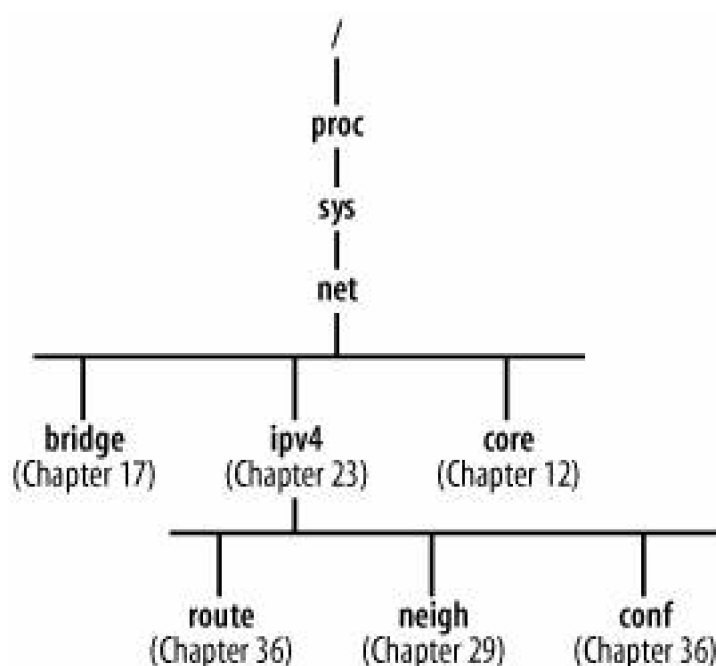 /
proc
sys
net
bridge ipv4 core
(Chapter 17) (Chapter 23) (Chapter 12)
route neigh conf
(Chapter 36) (Chapter 29) (Chapter 36)